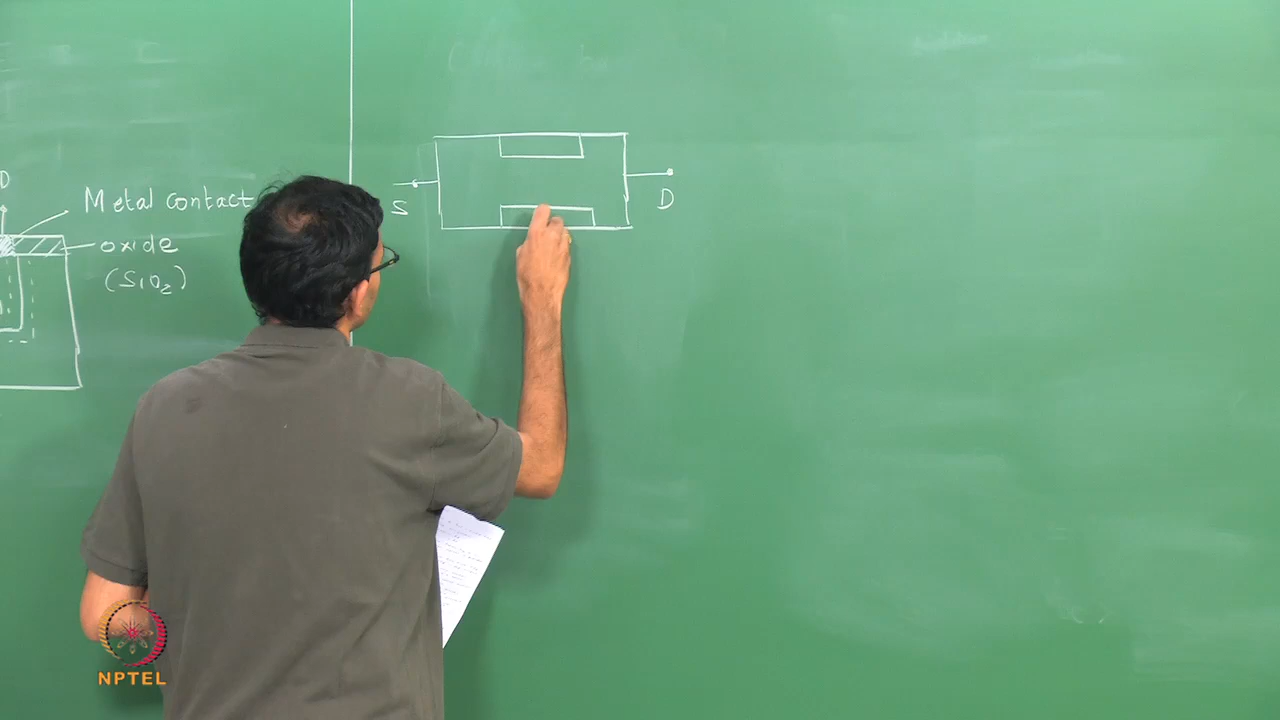 D
Metal contact
oxide
(SiO2)
S
D
NPTEL